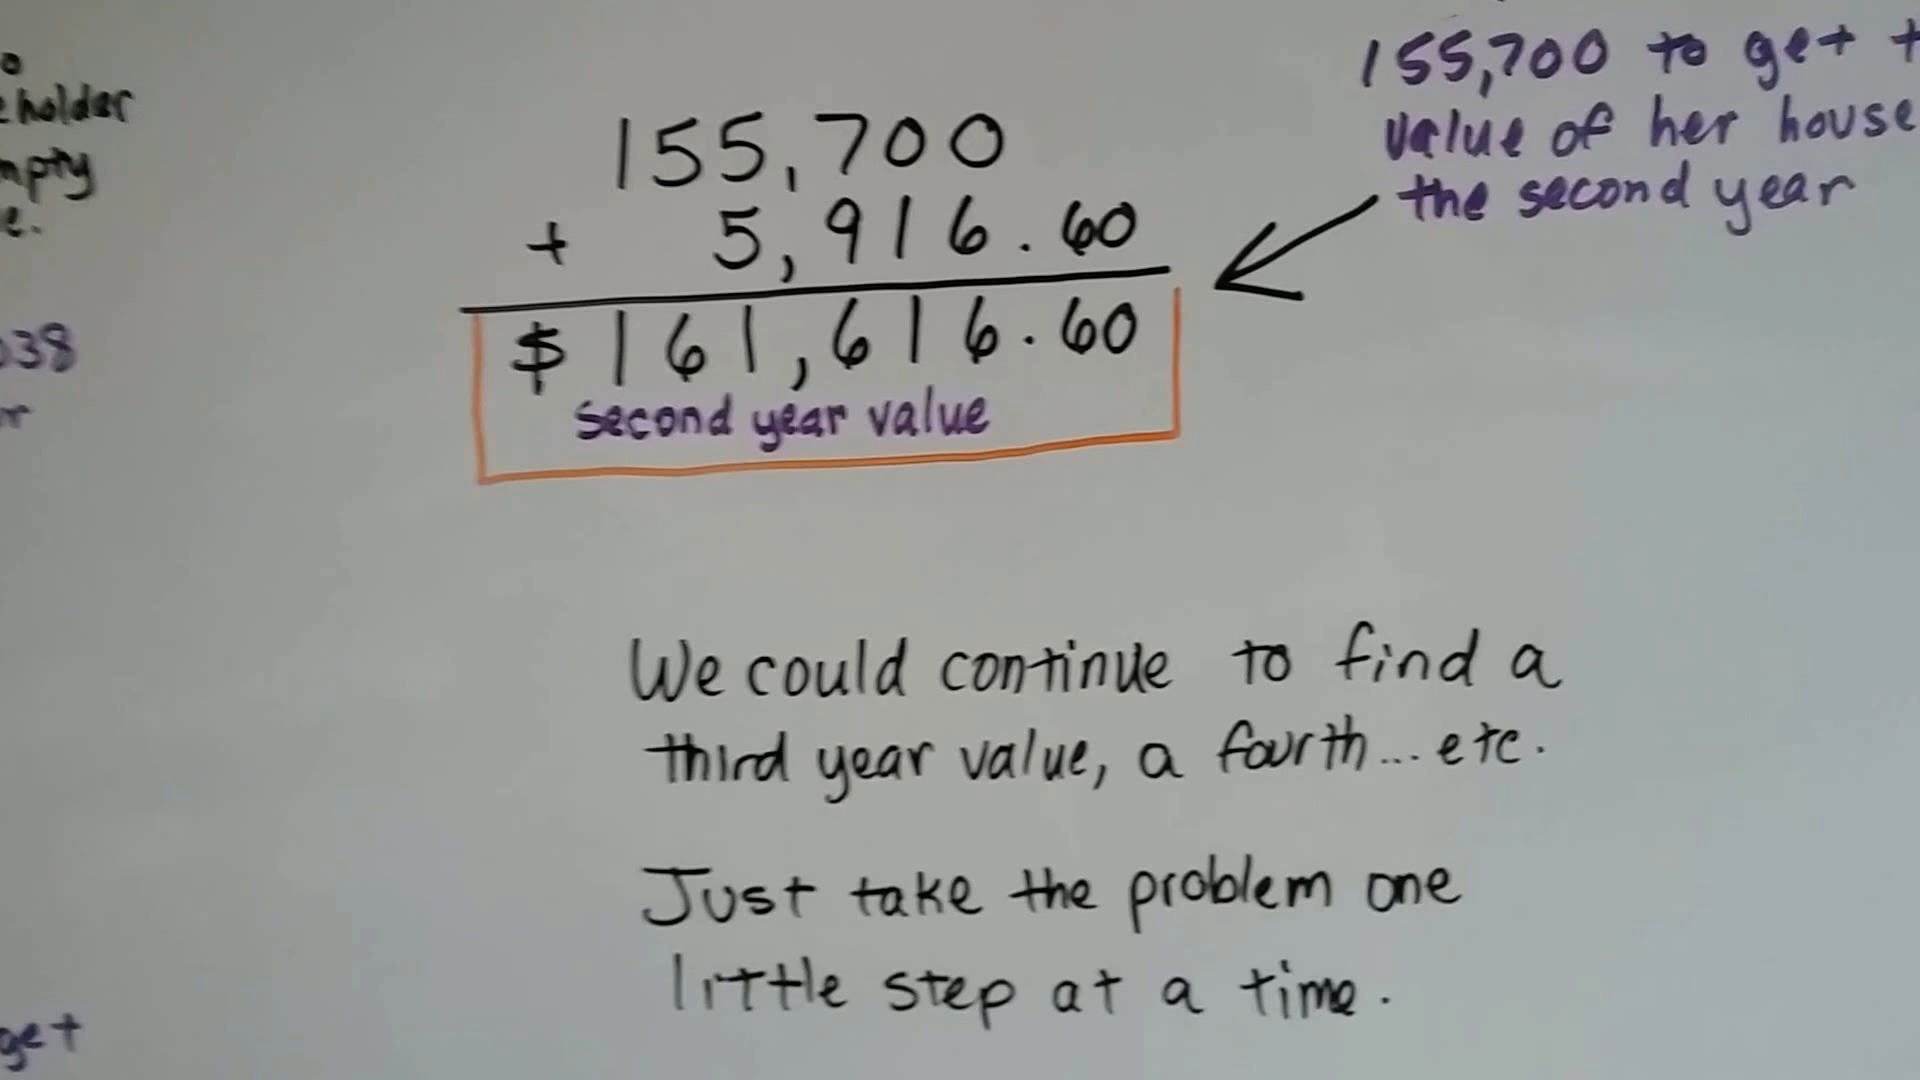 holder
155,700
+ 5,916.60
$161,616.60
second year value
155,700 to get
value of her house
the second year
We could continue to find a
third year value, a fourth...etc.
Just take the problem one
little step at a time.
get